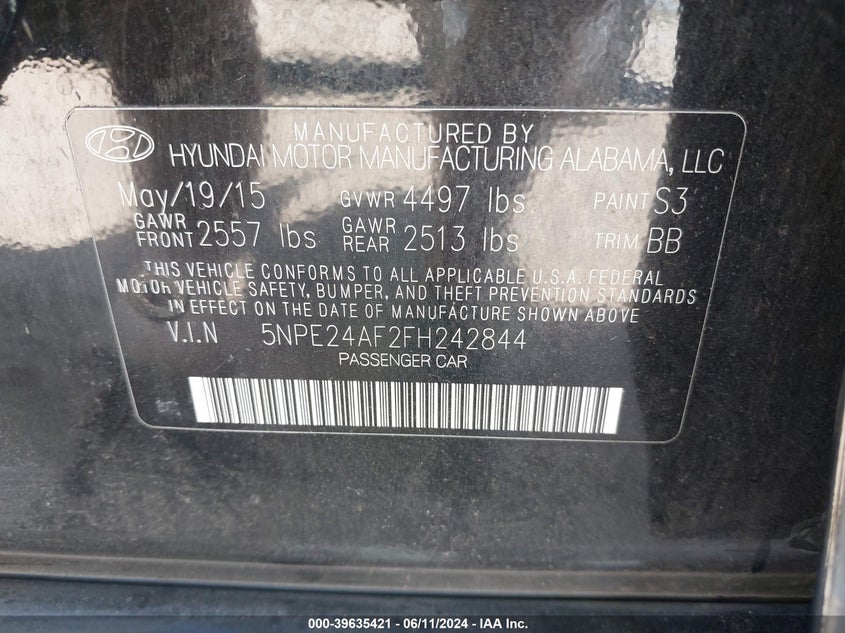 MANUFACTURED BY
HYUNDAI MOTOR MANUFACTURING ALABAMA, LLC
May/19/15 GVWR 4497 lbs PAINT S3
GAWR FRONT 2557 lbs GAWR REAR 2513 lbs TRIM BB
THIS VEHICLE CONFORMS TO ALL APPLICABLE U.S.A. FEDERAL
MOTOR VEHICLE SAFETY, BUMPER, AND THEFT PREVENTION STANDARDS
IN EFFECT ON THE DATE OF MANUFACTURE SHOWN ABOVE
V.I.N 5NPE24AF2FH242844
PASSENGER CAR
000-39635421 - 06/11/2024 - IAA Inc.